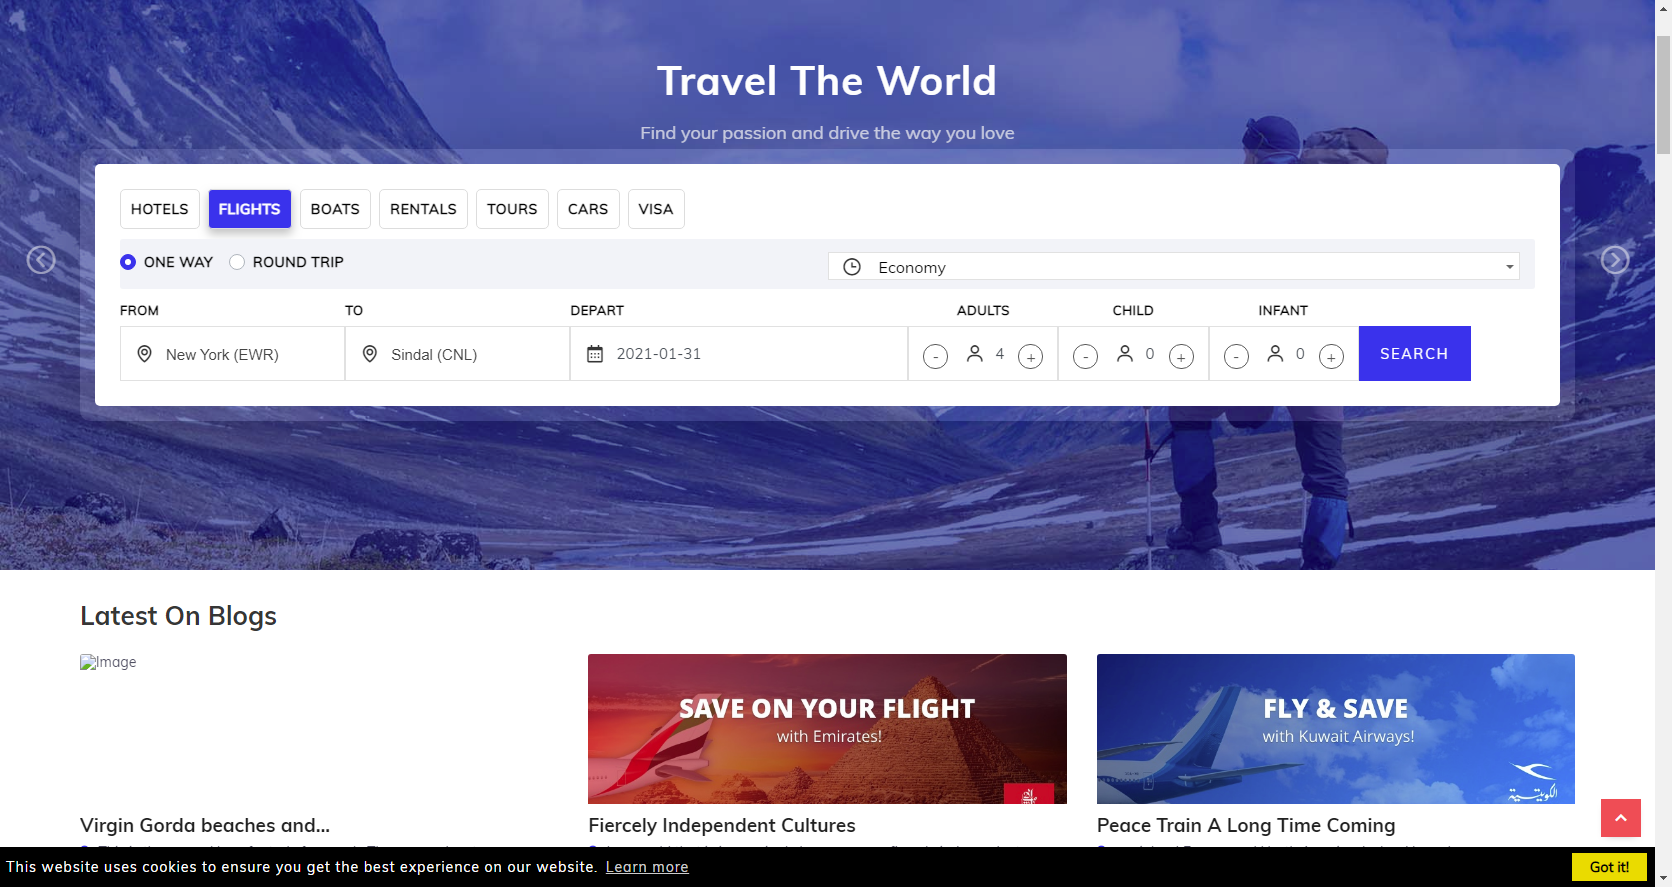 Travel The World
Find your passion and drive the way you love
HOTELS FLIGHTS BOATS RENTALS TOURS CARS VISA
ONE WAY ROUND TRIP Economy
FROM TO DEPART ADULTS CHILD INFANT
New York (EWR) Sindal (CNL) 2021-01-31 - 4 + - 0 + - 0 + SEARCH
Latest On Blogs
Image
SAVE ON YOUR FLIGHT
with Emirates!
FLY & SAVE
with Kuwait Airways!
الكويتية
Virgin Gorda beaches and...
Fiercely Independent Cultures
Peace Train A Long Time Coming
This website uses cookies to ensure you get the best experience on our website. Learn more Got it!